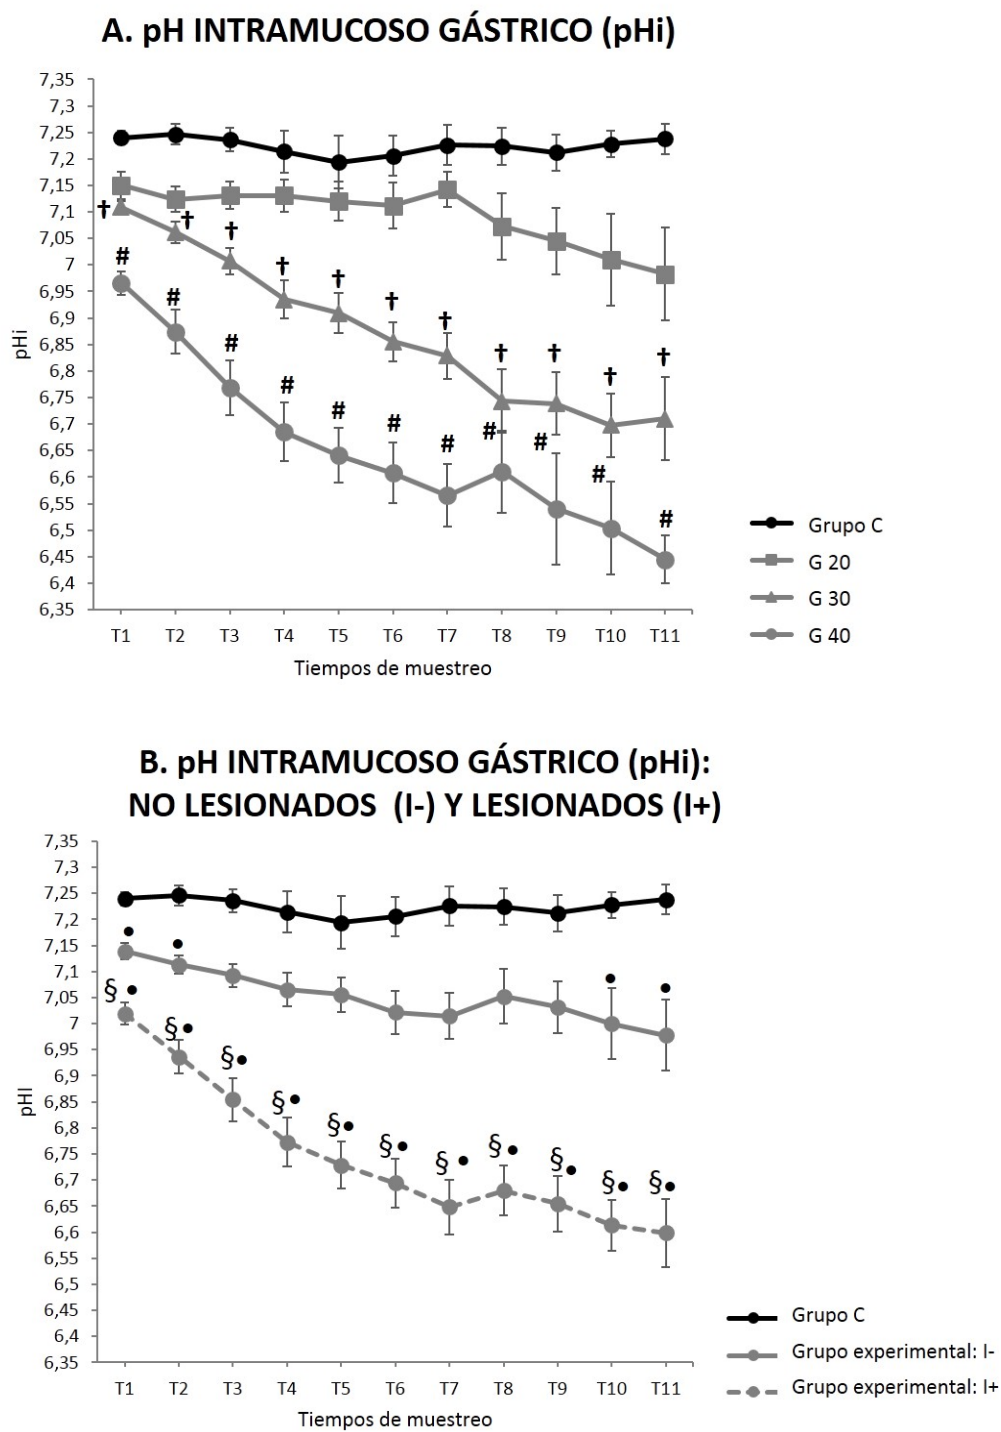 A. pH INTRAMUCOSO GÁSTRICO (pHi)
7,35
7,3
7,25
7,2
7,15
7,1
7,05
7
6,95
6,9
6,85
6,8
6,75
6,7
6,65
6,6
6,55
6,5
6,45
6,4
6,35
pHi
† † † † † † † † † † †
# # # # # # # # # # #
Grupo C
G 20
G 30
G 40
T1 T2 T3 T4 T5 T6 T7 T8 T9 T10 T11
Tiempos de muestreo
B. pH INTRAMUCOSO GÁSTRICO (pHi):
NO LESIONADOS (I-) Y LESIONADOS (I+)
7,35
7,3
7,25
7,2
7,15
7,1
7,05
7
6,95
6,9
6,85
6,8
6,75
6,7
6,65
6,6
6,55
6,5
6,45
6,4
6,35
pHI
• • • •
§• §• §• §• §• §• §• §• §• §• §•
Grupo C
Grupo experimental: I-
Grupo experimental: I+
T1 T2 T3 T4 T5 T6 T7 T8 T9 T10 T11
Tiempos de muestreo